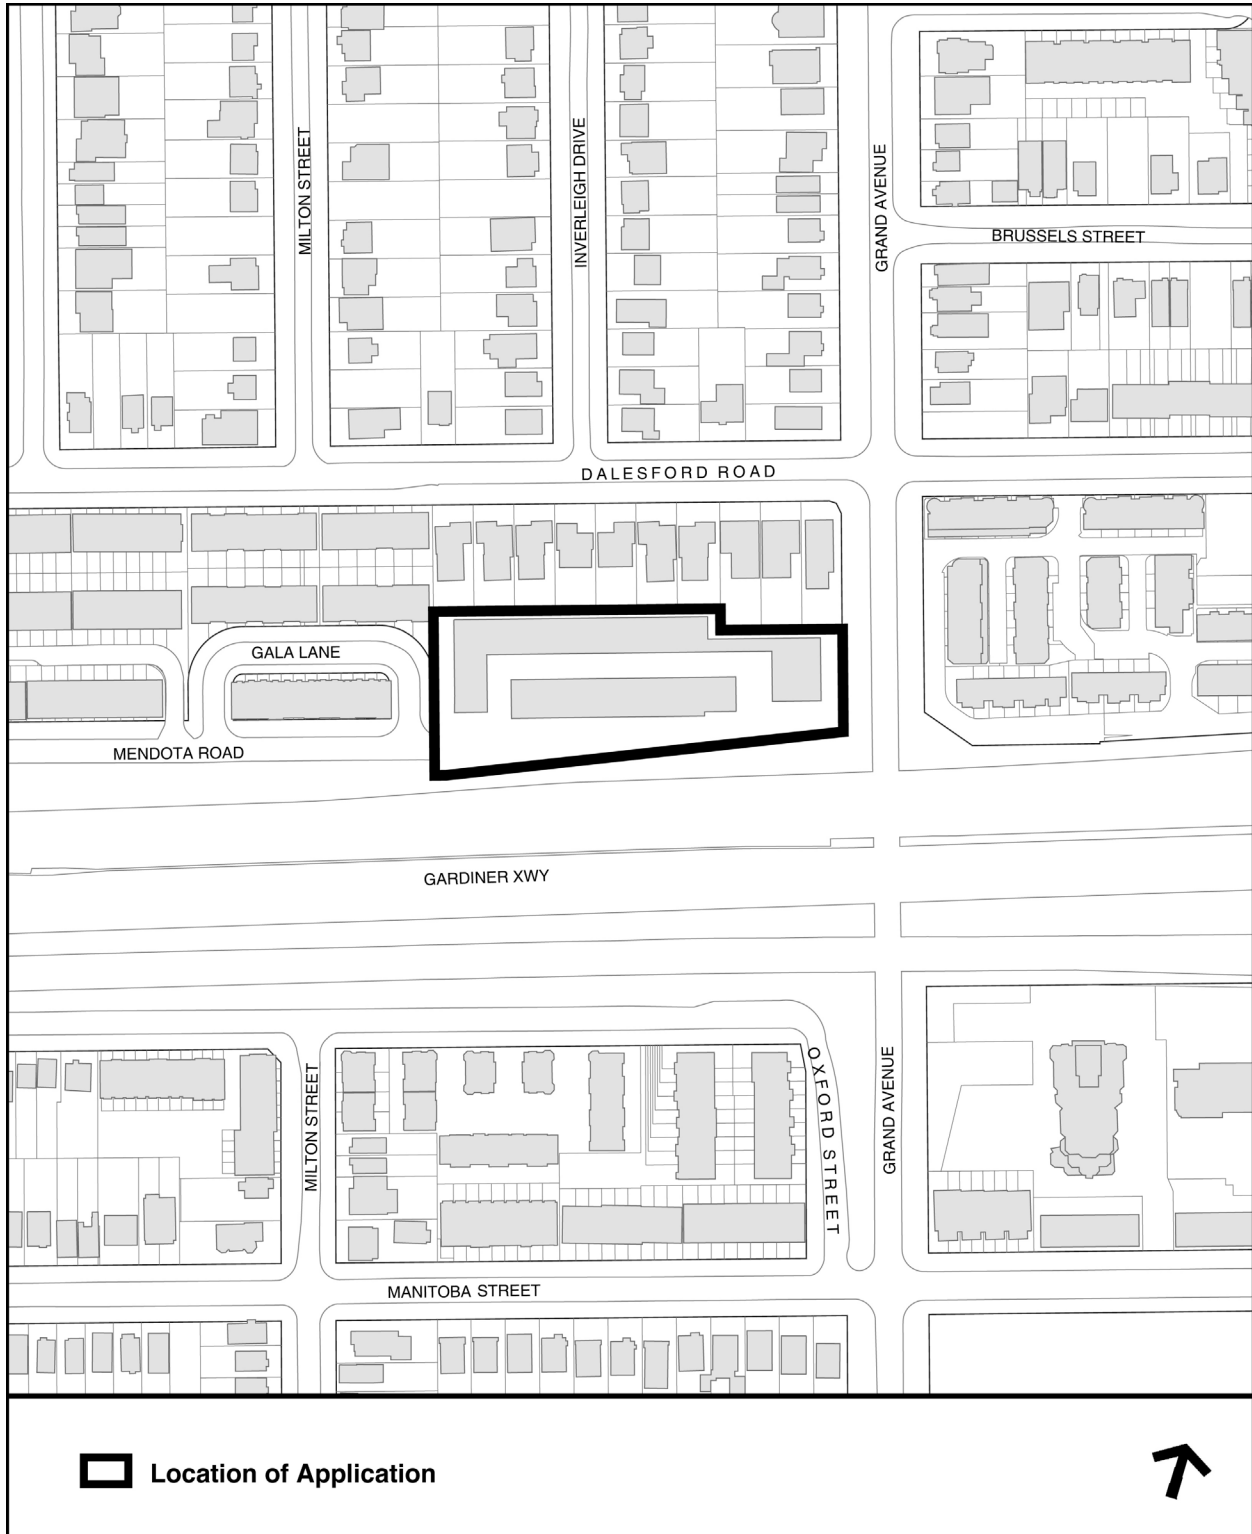 MILTON STREET
INVERLEIGH DRIVE
GRAND AVENUE
BRUSSELS STREET
DALESFORD ROAD
GALA LANE
MENDOTA ROAD
GARDINER XWY
MILTON STREET
OXFORD STREET
GRAND AVENUE
MANITOBA STREET
Location of Application